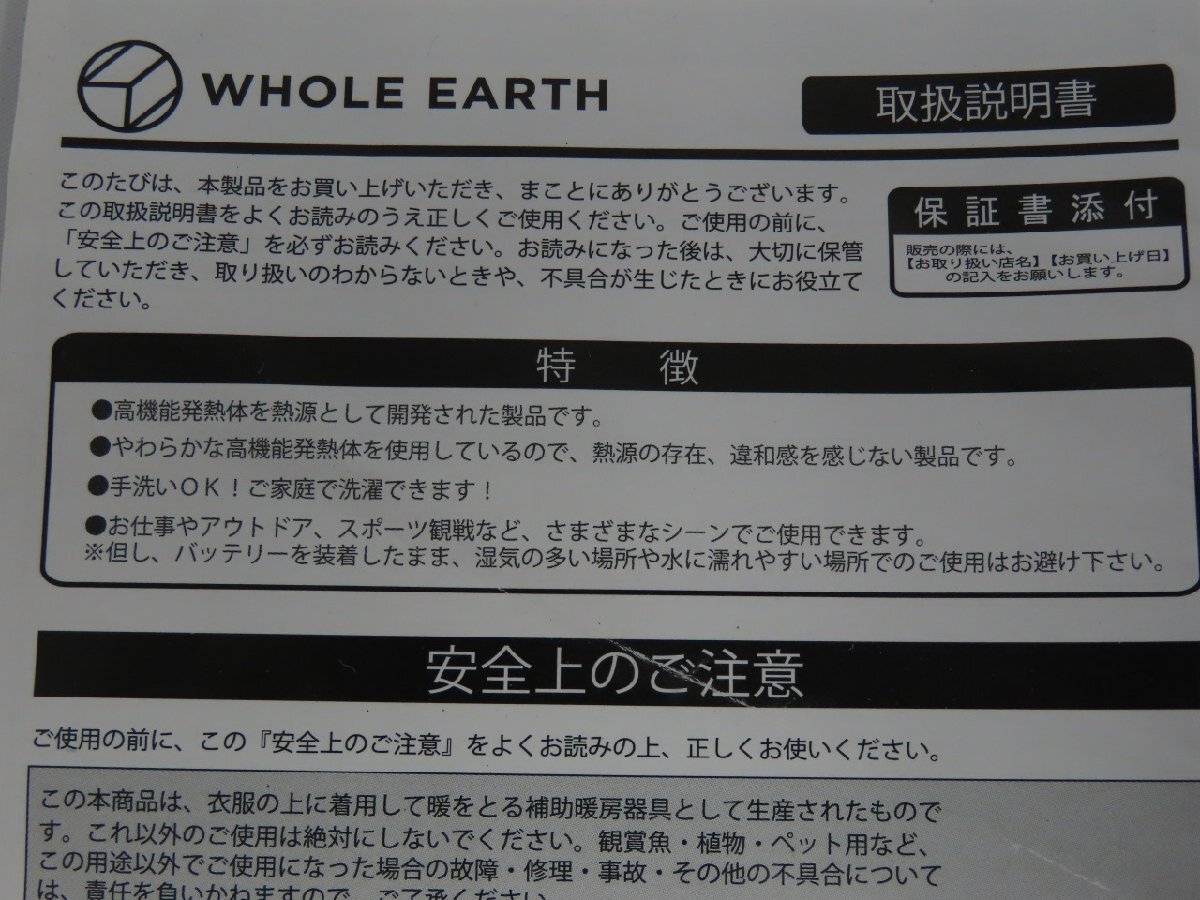 WHOLE EARTH
取扱説明書
このたびは、本製品をお買い上げいただき、まことにありがとうございます。
この取扱説明書をよくお読みのうえ正しくご使用ください。ご使用の前に、
「安全上のご注意」を必ずお読みください。お読みになった後は、大切に保管
していただき、取り扱いのわからないときや、不具合が生じたときにお役立て
ください。
保証書添付
販売の際には、
【お取り扱い店名】【お買い上げ日】
の記入をお願いします。
特 徴
●高機能発熱体を熱源として開発された製品です。
●やわらかな高機能発熱体を使用しているので、熱源の存在、違和感を感じない製品です。
●手洗いOK！ご家庭で洗濯できます！
●お仕事やアウトドア、スポーツ観戦など、さまざまなシーンでご使用できます。
※但し、バッテリーを装着したまま、湿気の多い場所や水に濡れやすい場所でのご使用はお避け下さい。
安全上のご注意
ご使用の前に、この『安全上のご注意』をよくお読みの上、正しくお使いください。
この本商品は、衣服の上に着用して暖をとる補助暖房器具として生産されたもので
す。これ以外のご使用は絶対にしないでください。観賞魚・植物・ペット用など、
この用途以外でご使用になった場合の故障・修理・事故・その他の不具合について
は、責任を負いかねますので、ご了承ください。